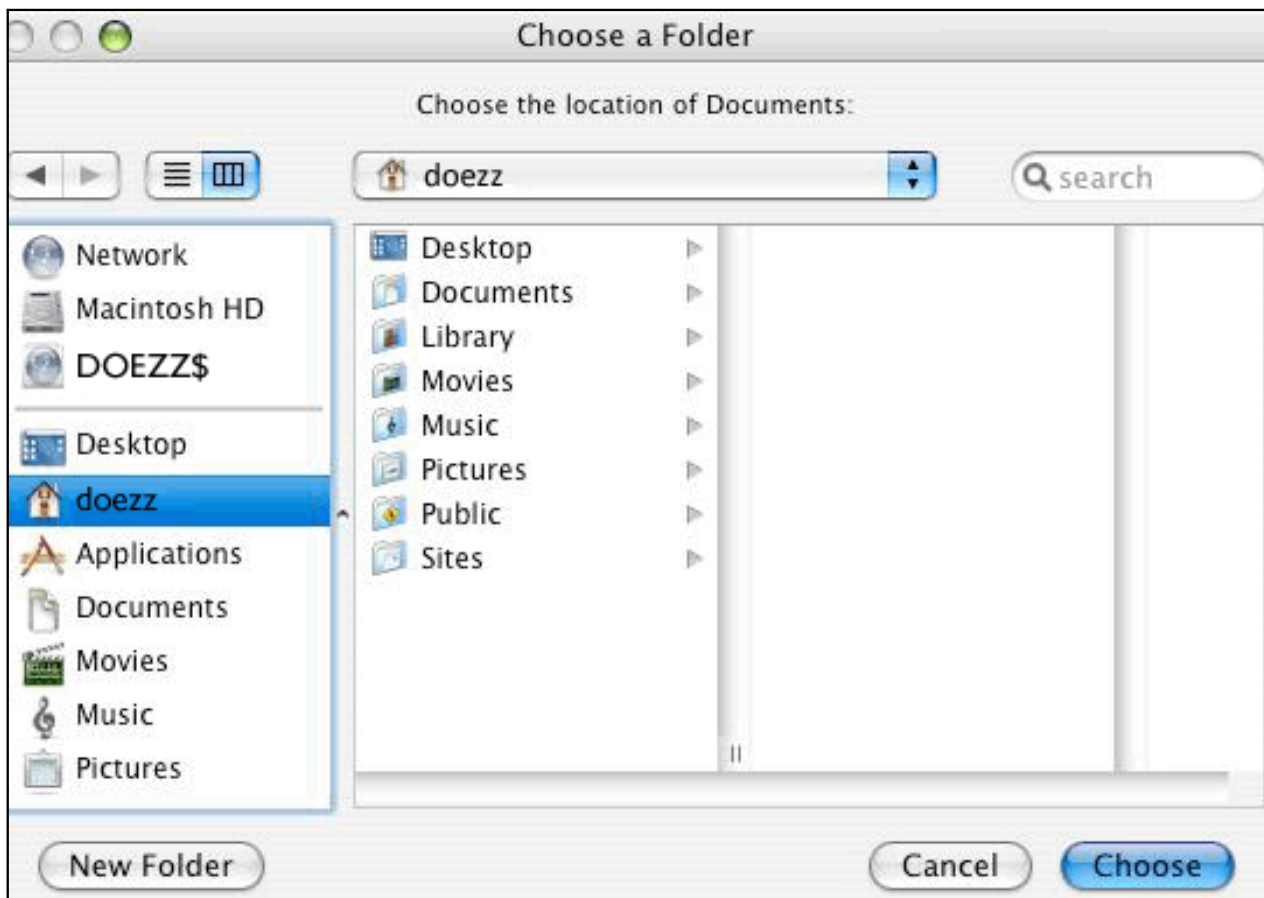 Choose a Folder
Choose the location of Documents:
doezz
search
Network
Macintosh HD
DOEZZ$
Desktop
doezz
Applications
Documents
Movies
Music
Pictures
Desktop
Documents
Library
Movies
Music
Pictures
Public
Sites
New Folder
Cancel
Choose